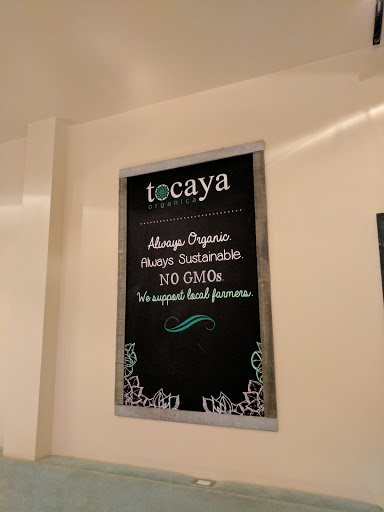 tocaya
organica
Always Organic.
Always Sustainable.
NO GMOs.
We support local farmers.